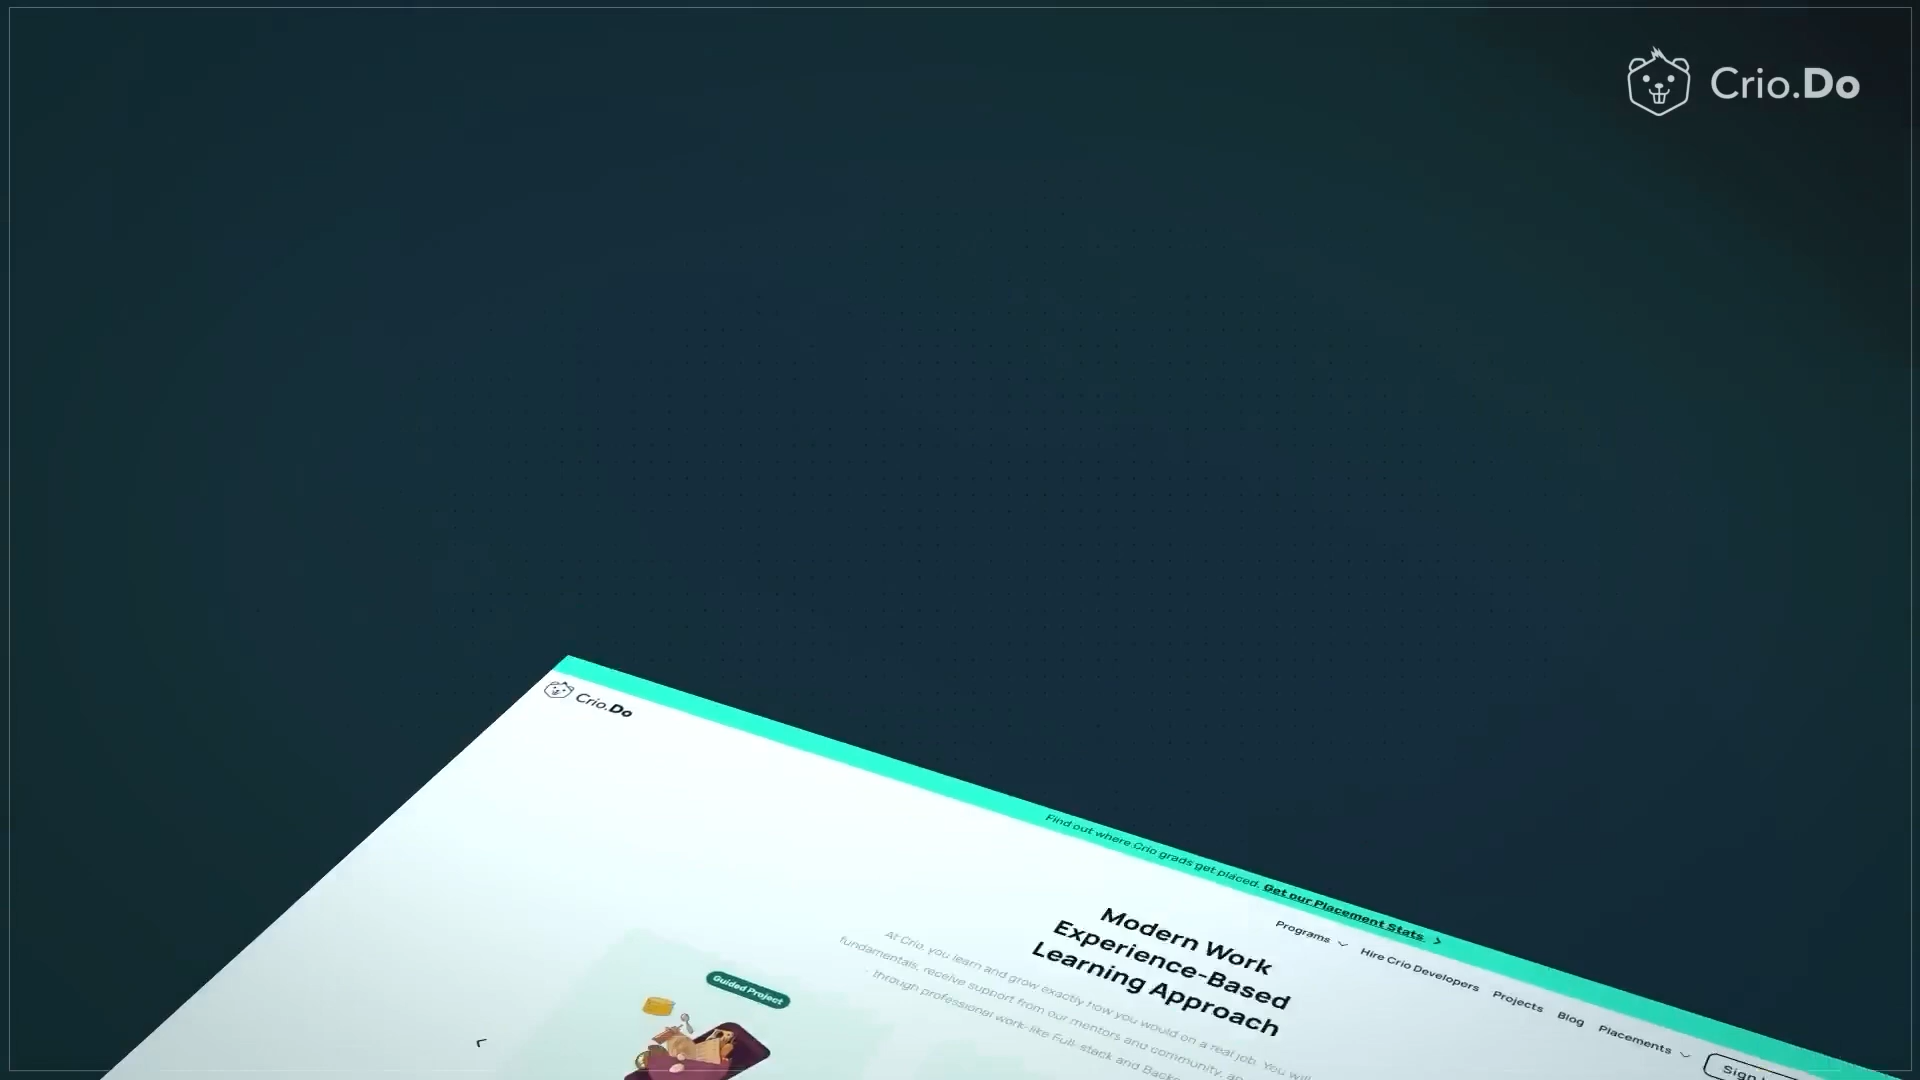 Crio.Do
Crio.Do
Find out where Crio grads get placed. Get our Placement Stats
Programs
Hire Crio Developers
Projects
Blog
Placements
Modern Work
Experience-Based
Learning Approach
At Crio, you learn and grow exactly how you would on a real job. You will
fundamentals, receive support from our mentors and community, 
through professional work-like Full-stack and
Guided Project